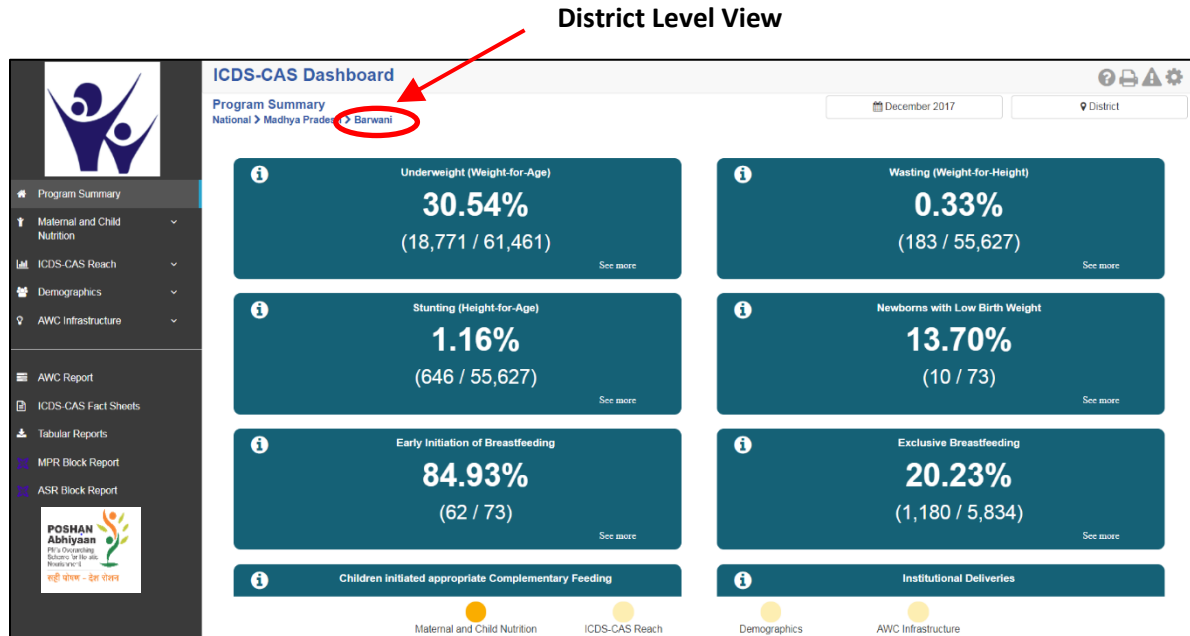 District Level View
ICDS-CAS Dashboard
Program Summary
National > Madhya Pradesh > Barwani
December 2017
District
Program Summary
Maternal and Child
Nutrition
ICDS-CAS Reach
Demographics
AWC Infrastructure
AWC Report
ICDS-CAS Fact Sheets
Tabular Reports
MPR Block Report
ASR Block Report
POSHAN
Abhiyaan
PM's Overarching
Scheme for Holistic
Nourishment
सही पोषण - देश रोशन
Underweight (Weight-for-Age)
30.54%
(18,771 / 61,461)
See more
Wasting (Weight-for-Height)
0.33%
(183 / 55,627)
See more
Stunting (Height-for-Age)
1.16%
(646 / 55,627)
See more
Newborns with Low Birth Weight
13.70%
(10 / 73)
See more
Early Initiation of Breastfeeding
84.93%
(62 / 73)
See more
Exclusive Breastfeeding
20.23%
(1,180 / 5,834)
See more
Children initiated appropriate Complementary Feeding
Institutional Deliveries
Maternal and Child Nutrition
ICDS-CAS Reach
Demographics
AWC Infrastructure